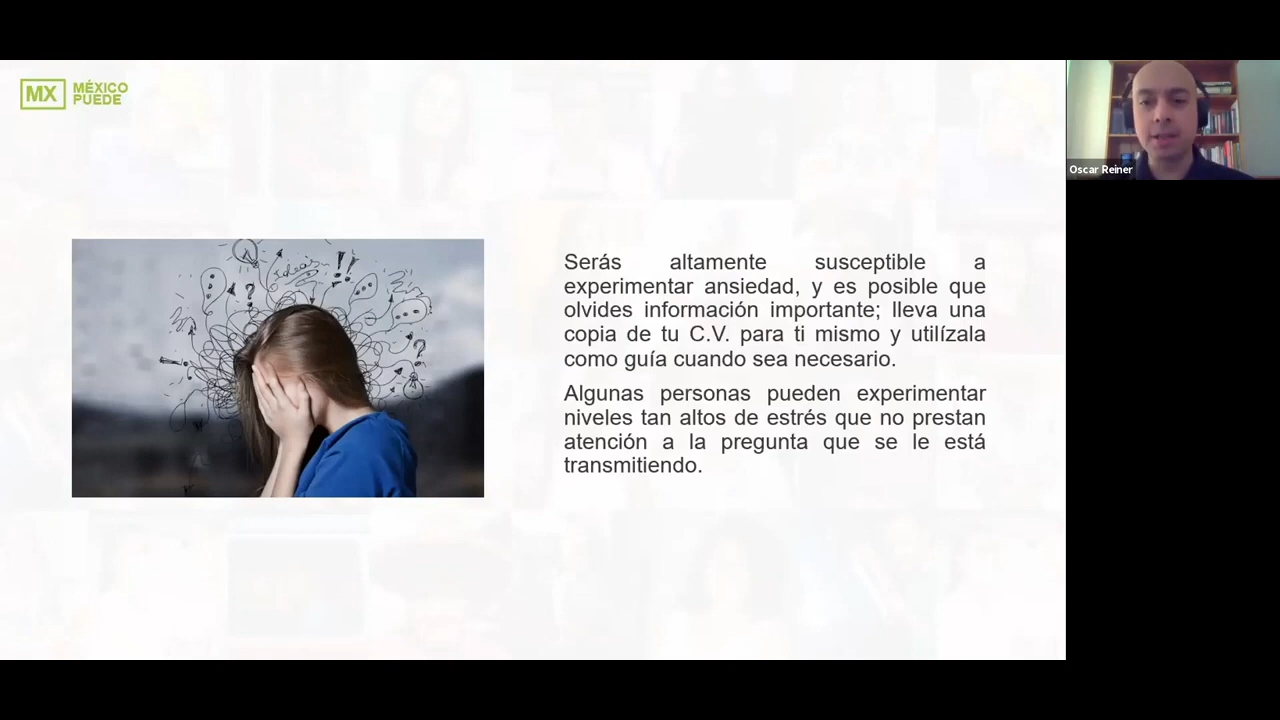 MX MÉXICO
PUEDE
Oscar Reiner
ideas
Serás altamente susceptible a
experimentar ansiedad, y es posible que
olvides información importante; lleva una
copia de tu C.V. para ti mismo y utilízala
como guía cuando sea necesario.
Algunas personas pueden experimentar
niveles tan altos de estrés que no prestan
atención a la pregunta que se le está
transmitiendo.